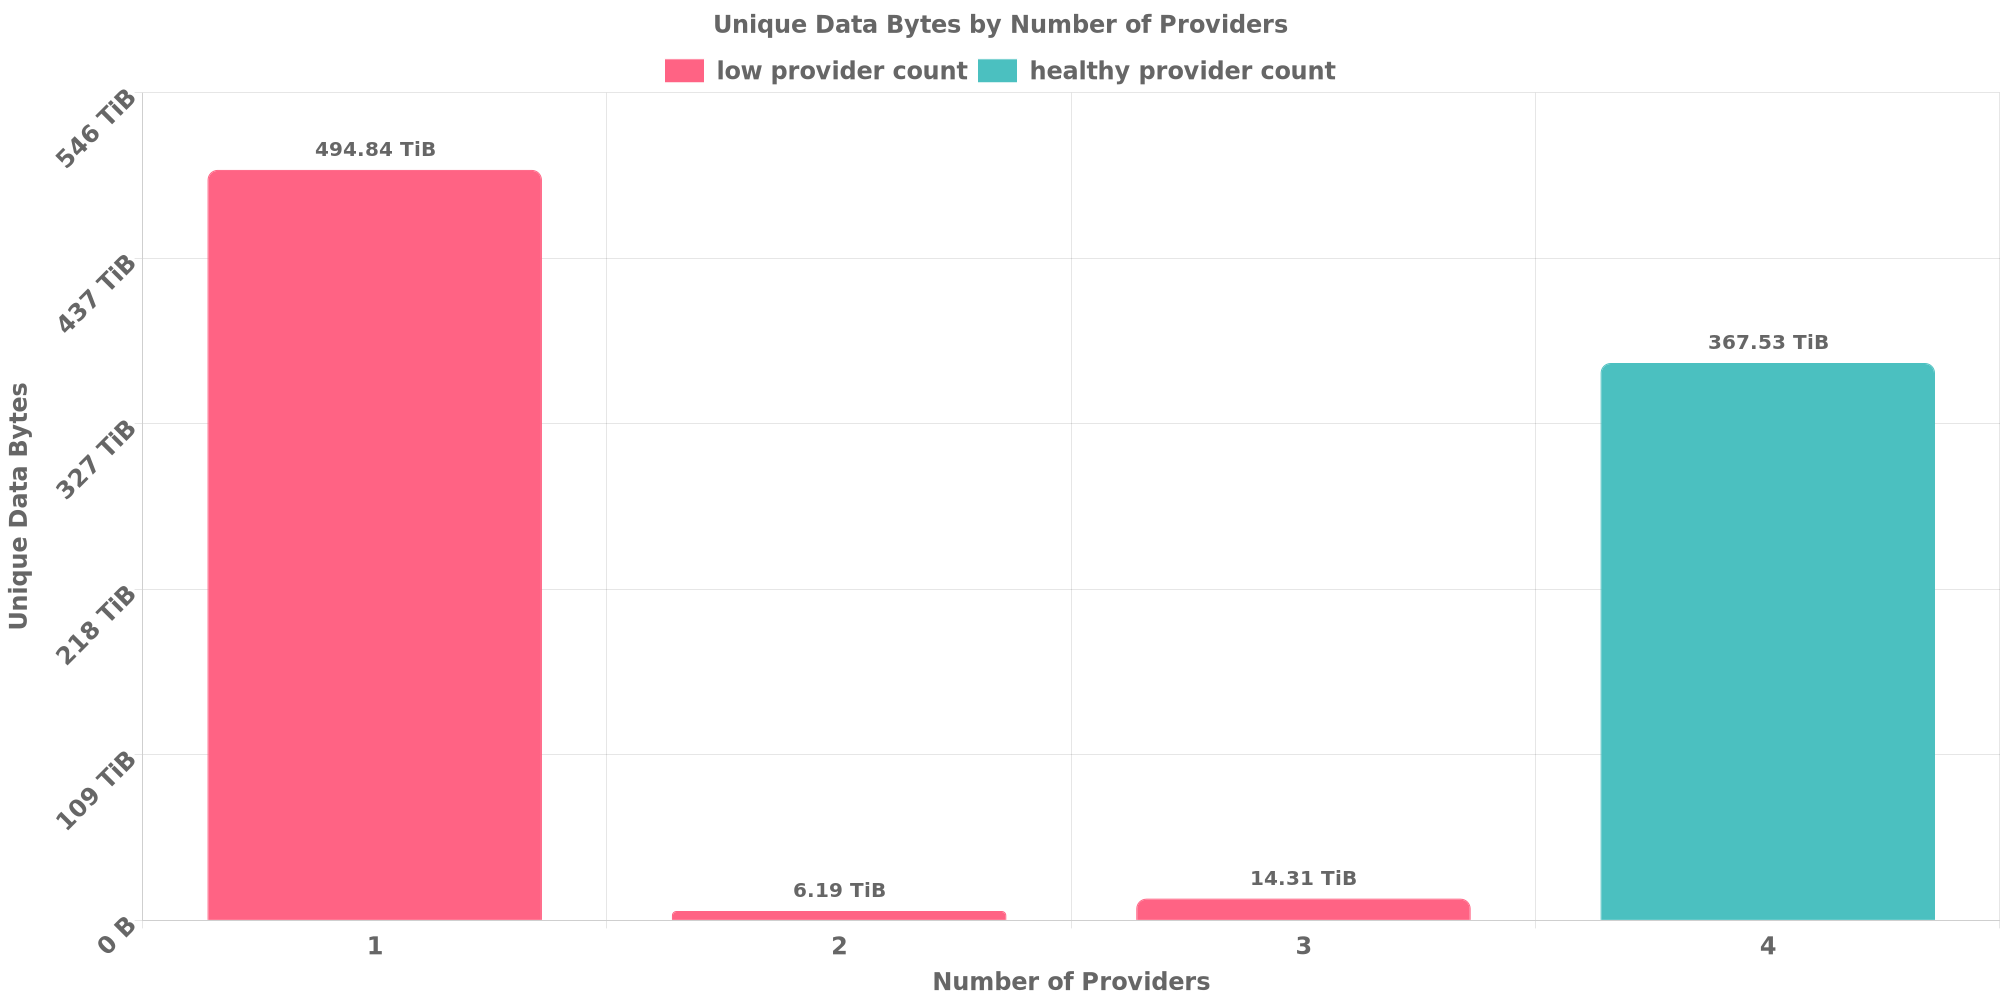 Unique Data Bytes by Number of Providers
low provider count healthy provider count
546 TiB
437 TiB
327 TiB
218 TiB
109 TiB
0 B
Unique Data Bytes
494.84 TiB
6.19 TiB
14.31 TiB
367.53 TiB
1 2 3 4
Number of Providers